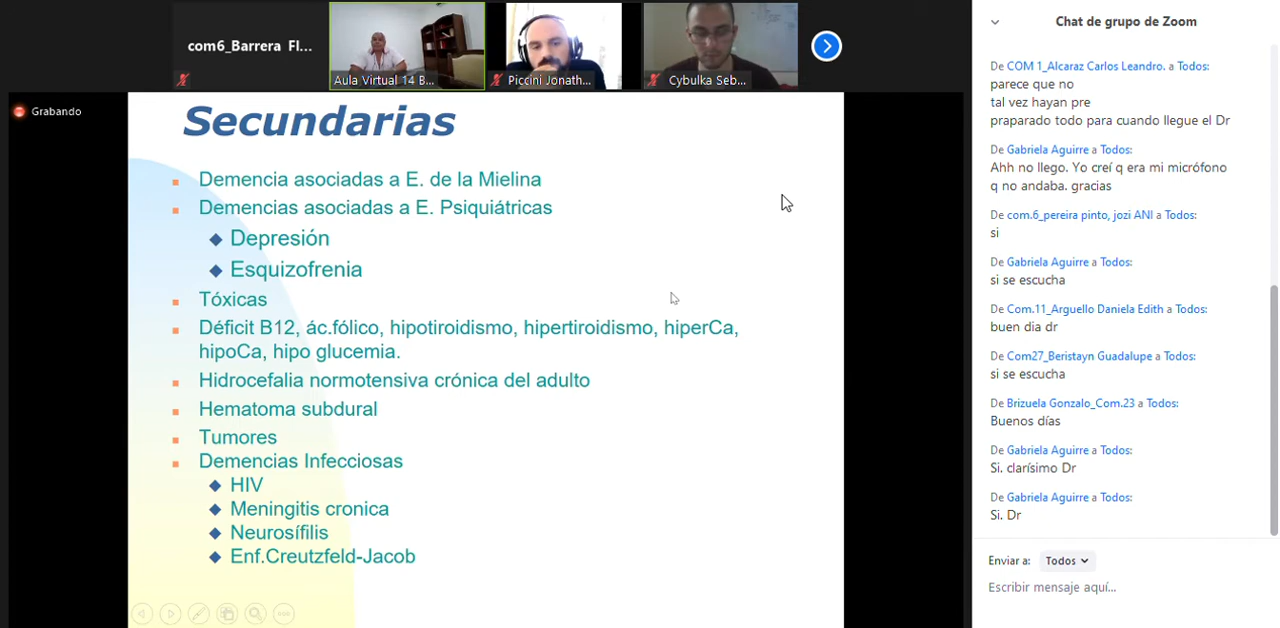 com6_Barrera Fl...
Aula Virtual 14 B...
Piccini Jonath...
Cybulka Seb...
Grabando
Secundarias
Demencia asociadas a E. de la Mielina
Demencias asociadas a E. Psiquiátricas
Depresión
Esquizofrenia
Tóxicas
Déficit B12, ác.fólico, hipotiroidismo, hipertiroidismo, hiperCa,
hipoCa, hipo glucemia.
Hidrocefalia normotensiva crónica del adulto
Hematoma subdural
Tumores
Demencias Infecciosas
HIV
Meningitis cronica
Neurosífilis
Enf.Creutzfeld-Jacob
Chat de grupo de Zoom
De COM 1_Alcaraz Carlos Leandro. a Todos:
parece que no
tal vez hayan pre
praparado todo para cuando llegue el Dr
De Gabriela Aguirre a Todos:
Ahh no llego. Yo creí q era mi micrófono
q no andaba. gracias
De com.6_pereira pinto, jozi ANI a Todos:
si
De Gabriela Aguirre a Todos:
si se escucha
De Com.11_Arguello Daniela Edith a Todos:
buen dia dr
De Com27_Beristayn Guadalupe a Todos:
si se escucha
De Brizuela Gonzalo_Com.23 a Todos:
Buenos días
De Gabriela Aguirre a Todos:
Si. clarísimo Dr
De Gabriela Aguirre a Todos:
Si. Dr
Enviar a: Todos
Escribir mensaje aquí...